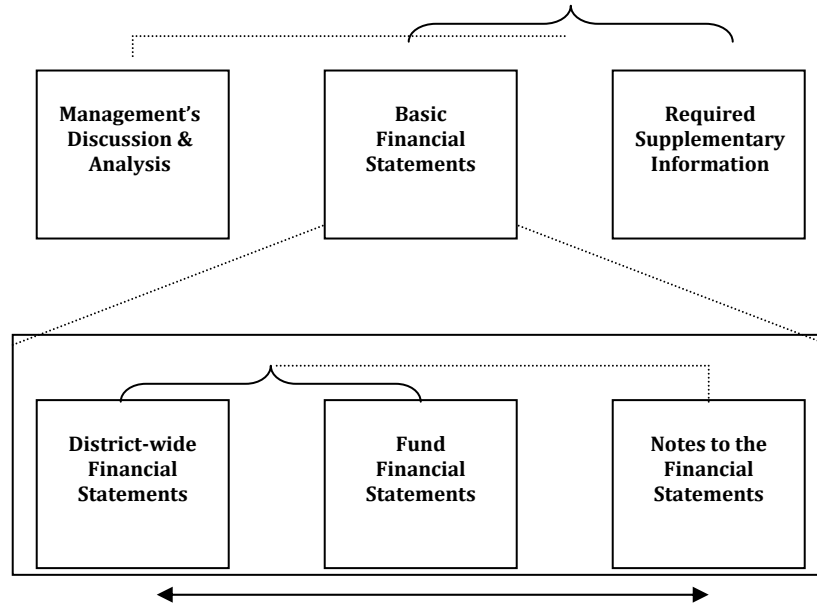 Management’s
Discussion &
Analysis
Basic
Financial
Statements
Required
Supplementary
Information
District-wide
Financial
Statements
Fund
Financial
Statements
Notes to the
Financial
Statements